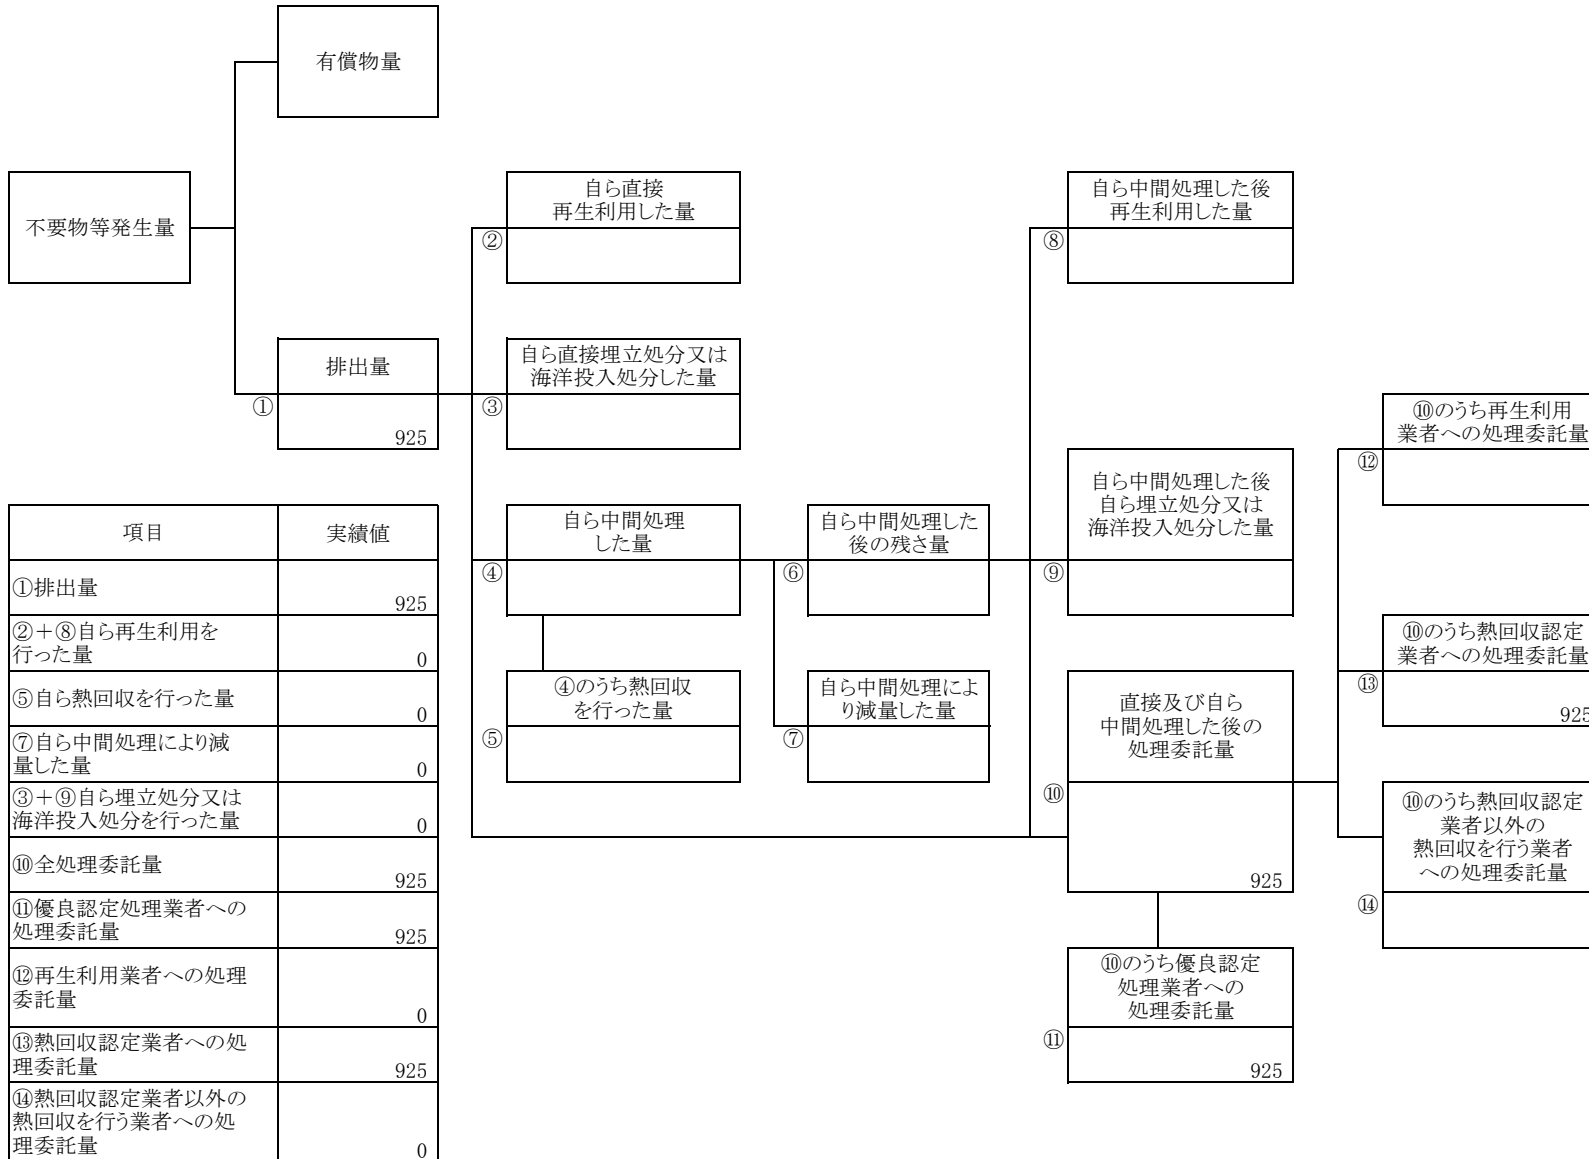 有償物量
不要物等発生量
自ら直接
再生利用した量
②
自ら中間処理した後
再生利用した量
⑧
排出量
①
925
自ら直接埋立処分又は
海洋投入処分した量
③
⑩のうち再生利用
業者への処理委託量
⑫
自ら中間処理
した量
④
自ら中間処理した
後の残さ量
⑥
自ら中間処理した後
自ら埋立処分又は
海洋投入処分した量
⑨
④のうち熱回収
を行った量
⑤
自ら中間処理によ
り減量した量
⑦
直接及び自ら
中間処理した後の
処理委託量
⑩
925
⑩のうち熱回収認定
業者への処理委託量
⑬
925
⑩のうち熱回収認定
業者以外の
熱回収を行う業者
への処理委託量
⑭
⑩のうち優良認定
処理業者への
処理委託量
⑪
925
項目 実績値
①排出量
925
②+⑧自ら再生利用を
行った量
0
⑤自ら熱回収を行った量
0
⑦自ら中間処理により減
量した量
0
③+⑨自ら埋立処分又は
海洋投入処分を行った量
0
⑩全処理委託量
925
⑪優良認定処理業者への
処理委託量
925
⑫再生利用業者への処理
委託量
0
⑬熱回収認定業者への処
理委託量
925
⑭熱回収認定業者以外の
熱回収を行う業者への処
理委託量
0